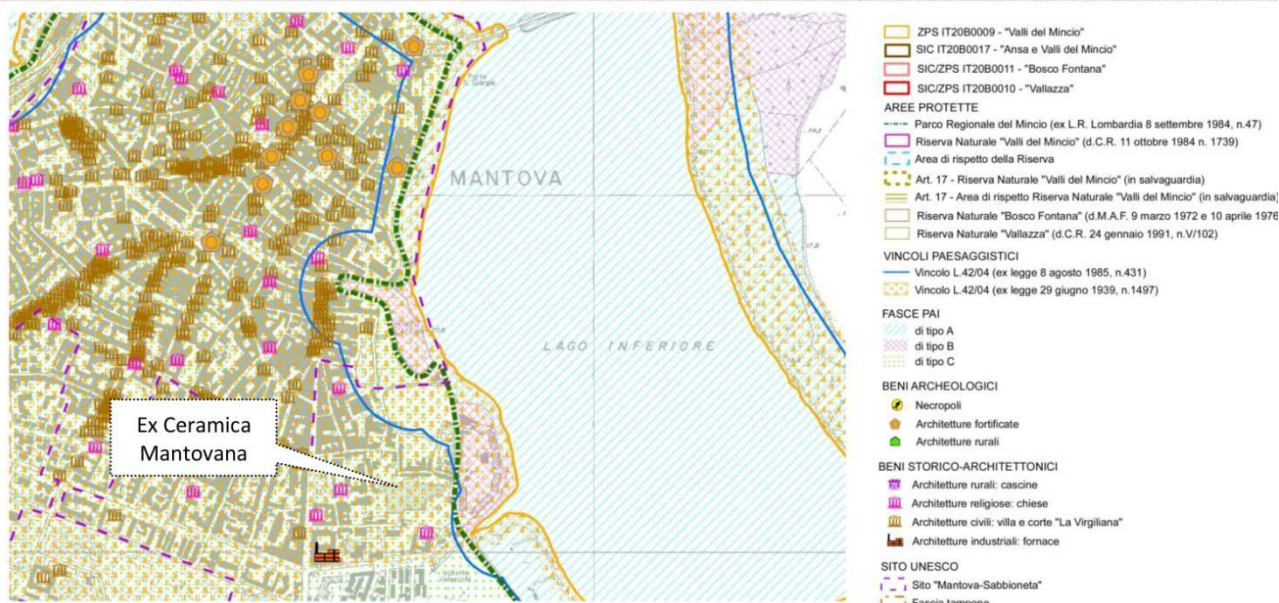 MANTOVA
LAGO INFERIORE
Ex Ceramica
Mantovana
ZPS IT20B0009 - "Valli del Mincio"
SIC IT20B0017 - "Ansa e Valli del Mincio"
SIC/ZPS IT20B0011 - "Bosco Fontana"
SIC/ZPS IT20B0010 - "Vallazza"
AREE PROTETTE
Parco Regionale del Mincio (ex L.R. Lombardia 8 settembre 1984, n.47)
Riserva Naturale "Valli del Mincio" (d.C.R. 11 ottobre 1984 n. 1739)
Area di rispetto della Riserva
Art. 17 - Riserva Naturale "Valli del Mincio" (in salvaguardia)
Art. 17 - Area di rispetto Riserva Naturale "Valli del Mincio" (in salvaguardia)
Riserva Naturale "Bosco Fontana" (d.M.A.F. 9 marzo 1972 e 10 aprile 1976
Riserva Naturale "Vallazza" (d.C.R. 24 gennaio 1991, n.V/102)
VINCOLI PAESAGGISTICI
Vincolo L.42/04 (ex legge 8 agosto 1985, n.431)
Vincolo L.42/04 (ex legge 29 giugno 1939, n.1497)
FASCE PAI
di tipo A
di tipo B
di tipo C
BENI ARCHEOLOGICI
Necropoli
Architetture fortificate
Architetture rurali
BENI STORICO-ARCHITETTONICI
Architetture rurali: cascine
Architetture religiose: chiese
Architetture civili: villa e corte "La Virgiliana"
Architetture industriali: fornace
SITO UNESCO
Sito "Mantova-Sabbioneta"
Fascia tampone